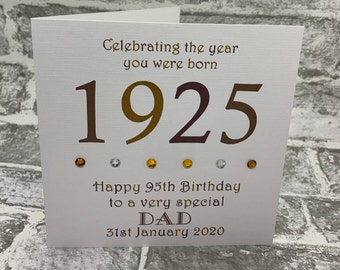 Celebrating the year
you were born
1925
Happy 95th Birthday
to a very special
DAD
31st January 2020